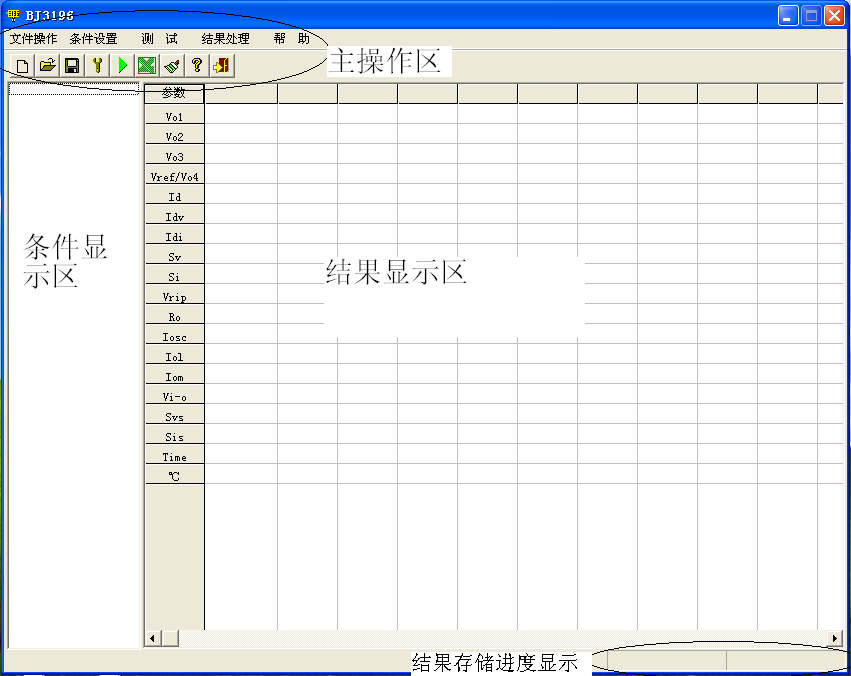 BJ3196
文件操作 条件设置 测 试 结果处理 帮 助
主操作区
参数
Vo1
Vo2
Vo3
Vref/Vo4
Id
Idv
Idi
Sv
Si
Vrip
Ro
Iosc
Iol
Iom
Vi-o
Svs
Sis
Time
℃
条件显
示区
结果显示区
结果存储进度显示